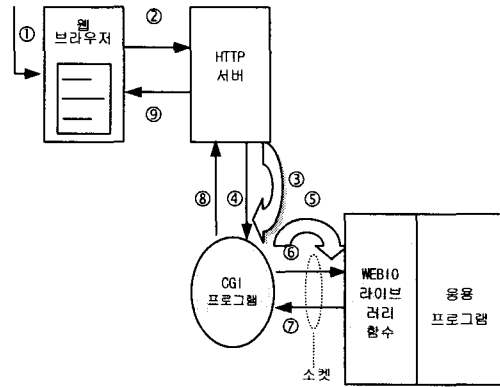 ①
웹
브라우저
②
⑨
HTTP
서버
③
④
⑤
⑧
⑥
⑦
CGI
프로그램
소켓
WEBIO
라이브
러리
함수
응용
프로그램